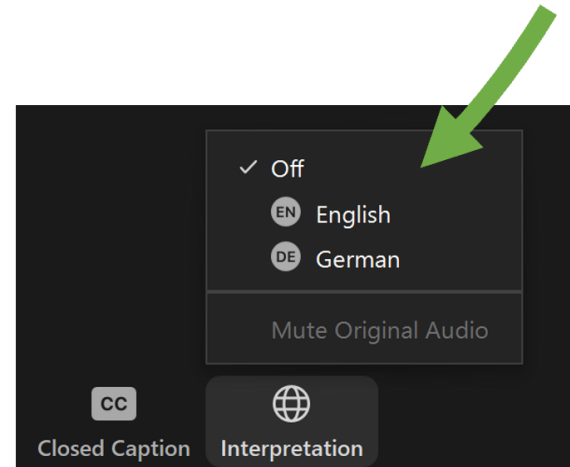 Off
EN English
DE German
Mute Original Audio
CC
Closed Caption Interpretation